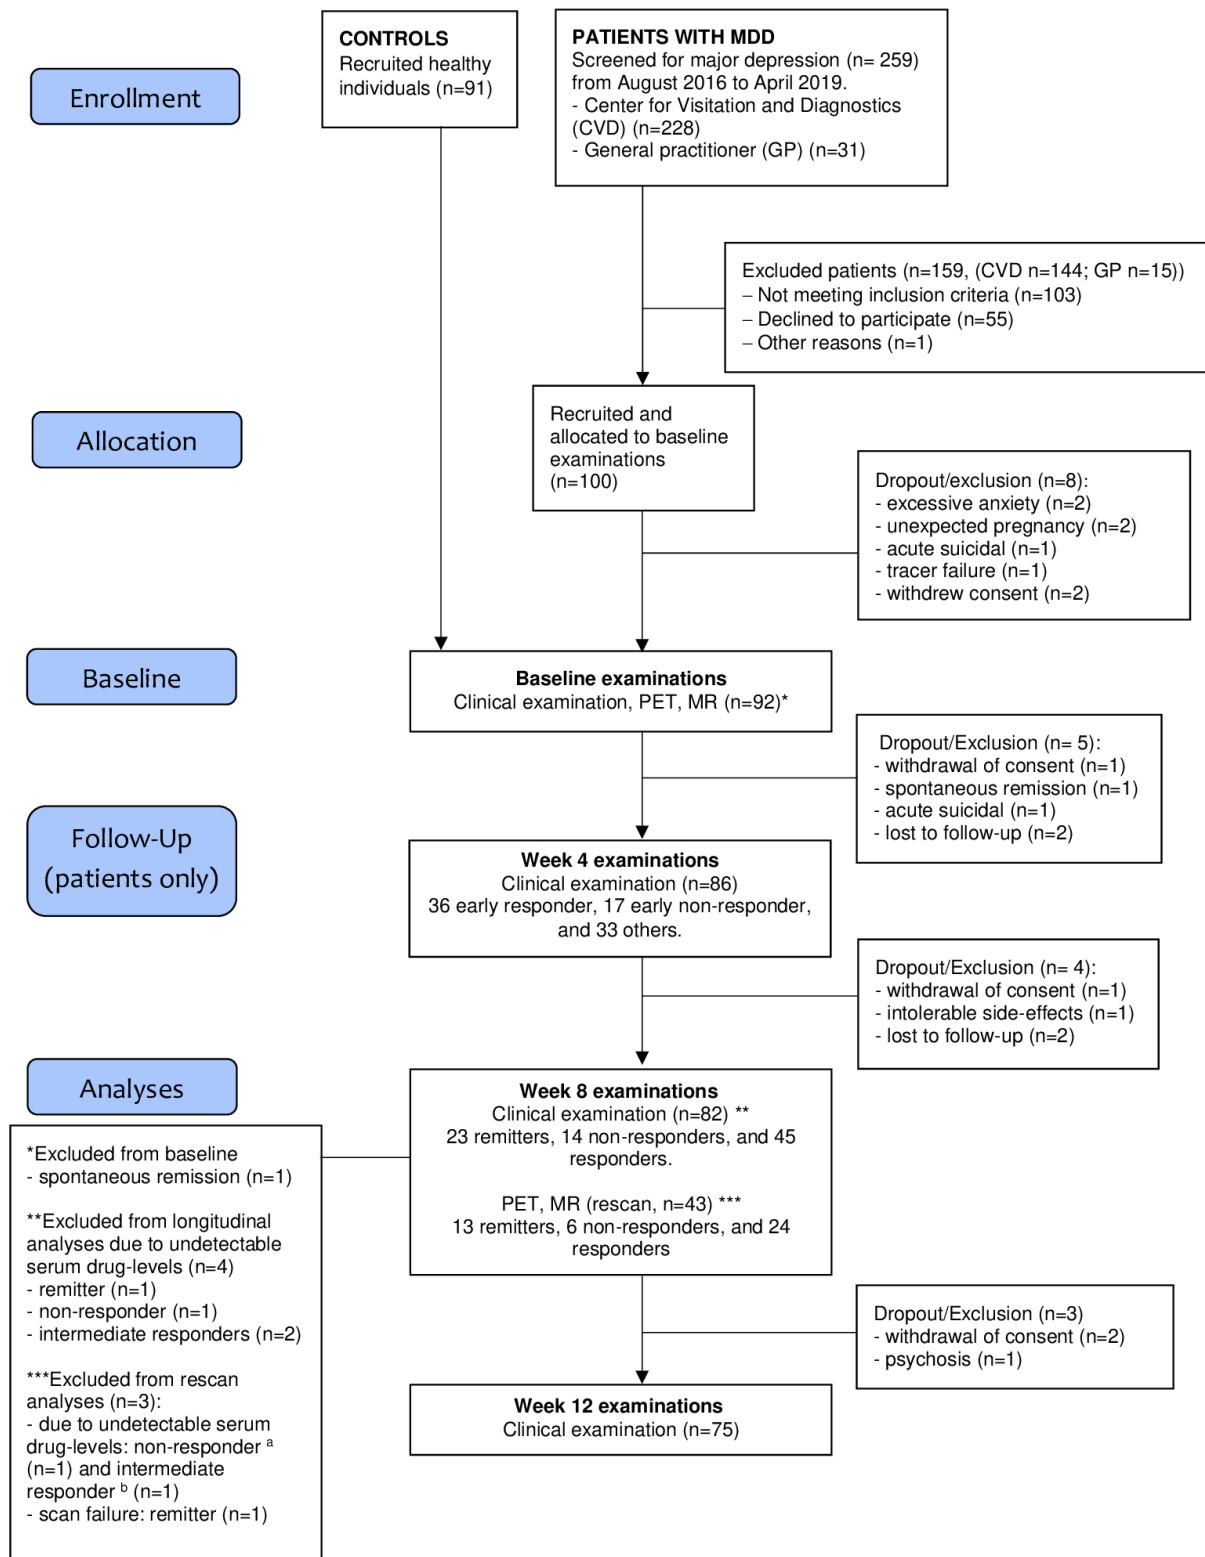 CONTROLS
Recruited healthy
individuals (n=91)
PATIENTS WITH MDD
Screened for major depression (n= 259)
from August 2016 to April 2019.
- Center for Visitation and Diagnostics
(CVD) (n=228)
- General practitioner (GP) (n=31)
Enrollment
Excluded patients (n=159, (CVD n=144; GP n=15))
– Not meeting inclusion criteria (n=103)
– Declined to participate (n=55)
– Other reasons (n=1)
Allocation
Recruited and
allocated to baseline
examinations
(n=100)
Dropout/exclusion (n=8):
- excessive anxiety (n=2)
- unexpected pregnancy (n=2)
- acute suicidal (n=1)
- tracer failure (n=1)
- withdrew consent (n=2)
Baseline
Baseline examinations
Clinical examination, PET, MR (n=92)*
Dropout/Exclusion (n= 5):
- withdrawal of consent (n=1)
- spontaneous remission (n=1)
- acute suicidal (n=1)
- lost to follow-up (n=2)
Follow-Up
(patients only)
Week 4 examinations
Clinical examination (n=86)
36 early responder, 17 early non-responder,
and 33 others.
Dropout/Exclusion (n= 4):
- withdrawal of consent (n=1)
- intolerable side-effects (n=1)
- lost to follow-up (n=2)
Analyses
Week 8 examinations
Clinical examination (n=82) **
23 remitters, 14 non-responders, and 45
responders.
PET, MR (rescan, n=43) ***
13 remitters, 6 non-responders, and 24
responders
*Excluded from baseline
- spontaneous remission (n=1)
**Excluded from longitudinal
analyses due to undetectable
serum drug-levels (n=4)
- remitter (n=1)
- non-responder (n=1)
- intermediate responders (n=2)
***Excluded from rescan
analyses (n=3):
- due to undetectable serum
drug-levels: non-responder a
(n=1) and intermediate
responder b (n=1)
- scan failure: remitter (n=1)
Dropout/Exclusion (n=3)
- withdrawal of consent (n=2)
- psychosis (n=1)
Week 12 examinations
Clinical examination (n=75)